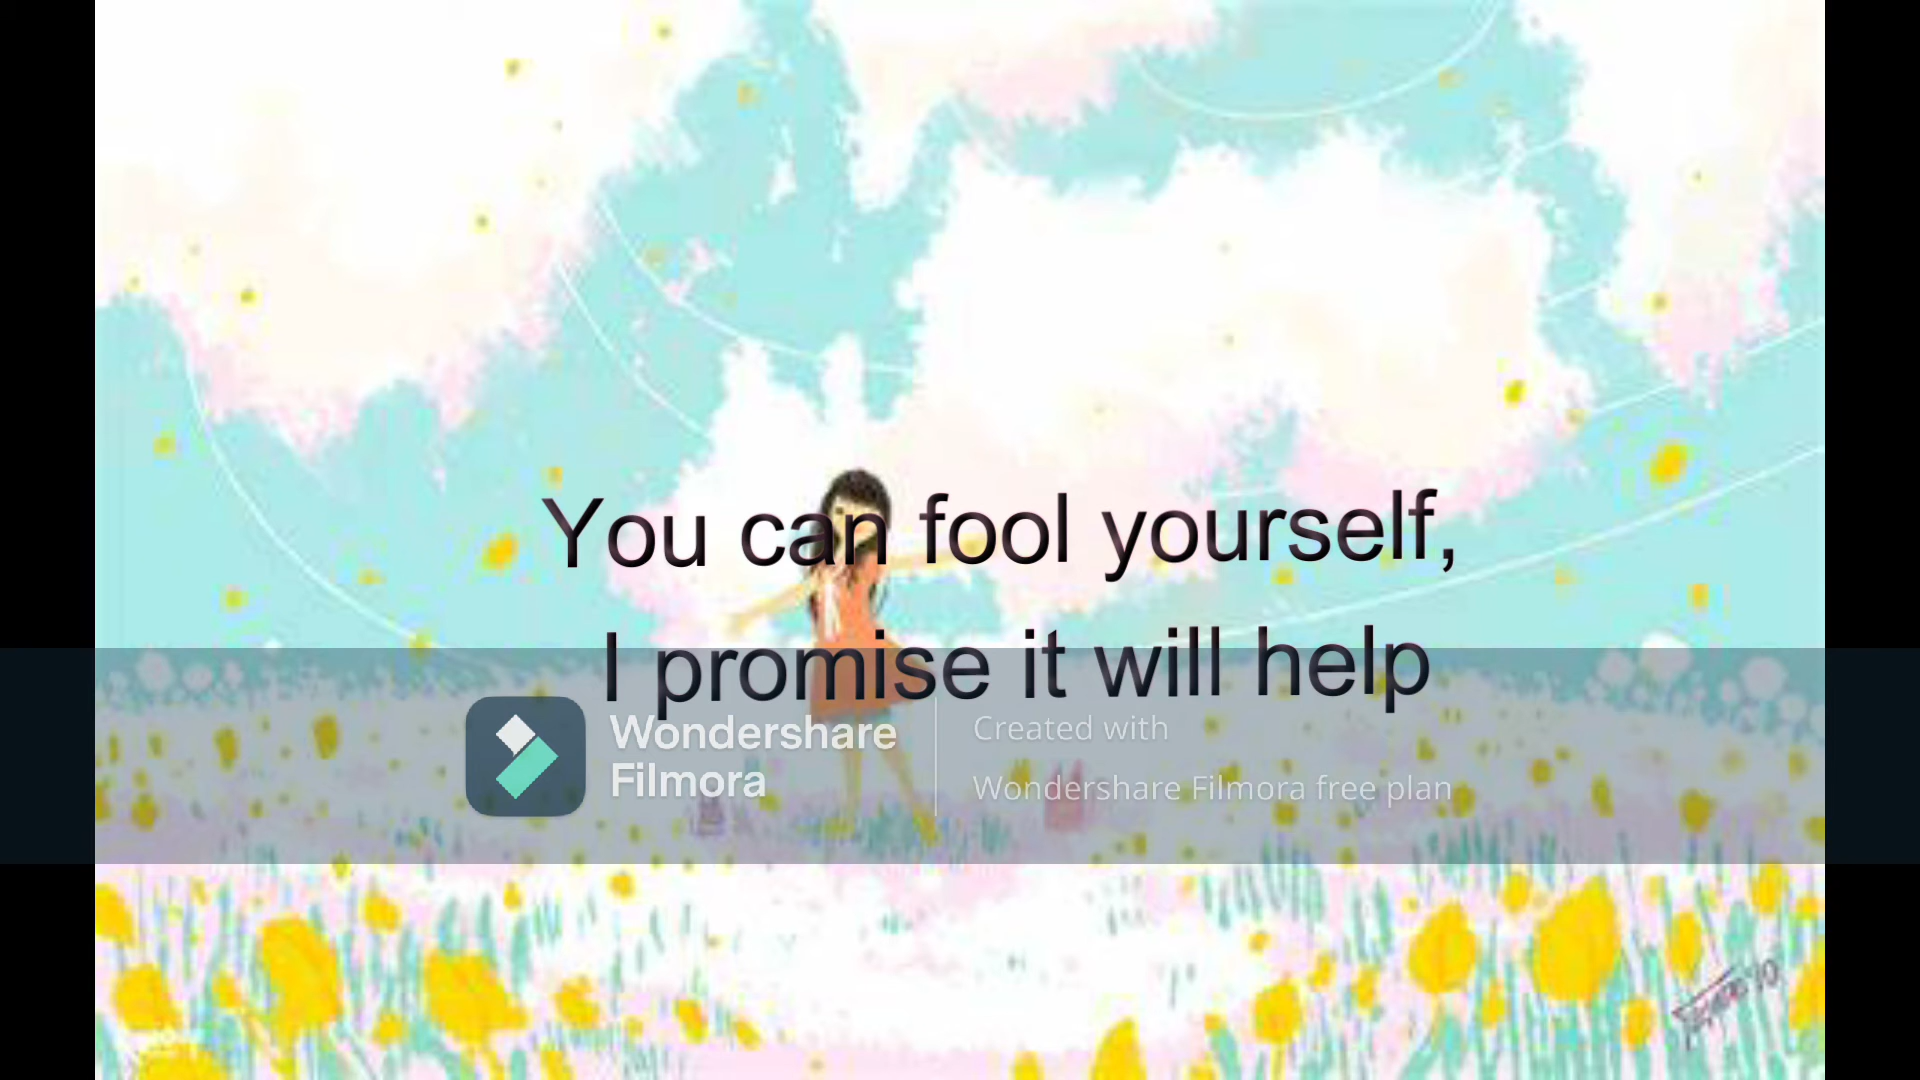 You can fool yourself,
I promise it will help
Wondershare
Filmora
Created with
Wondershare Filmora free plan